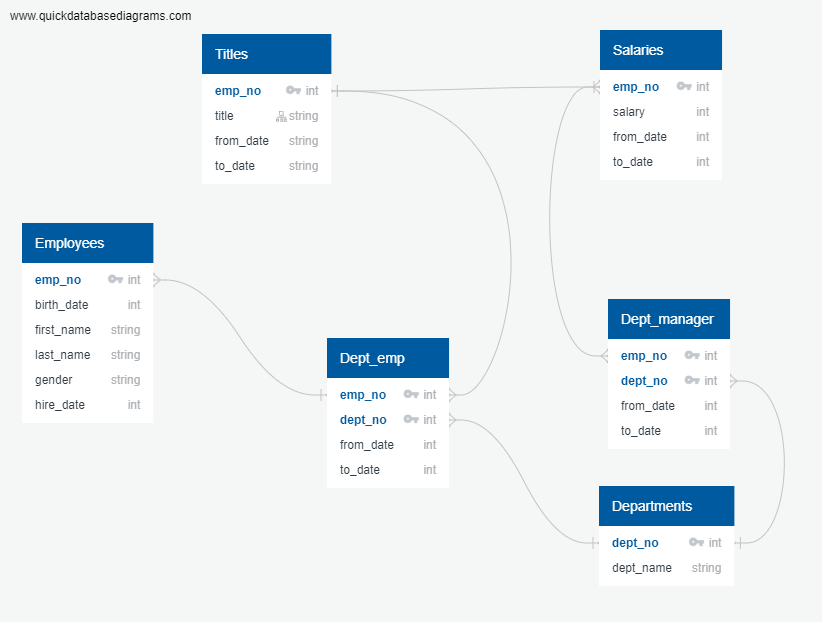 www.quickdatabasediagrams.com
Titles
emp_no int
title string
from_date string
to_date string
Salaries
emp_no int
salary int
from_date int
to_date int
Employees
emp_no int
birth_date int
first_name string
last_name string
gender string
hire_date int
Dept_emp
emp_no int
dept_no int
from_date int
to_date int
Dept_manager
emp_no int
dept_no int
from_date int
to_date int
Departments
dept_no int
dept_name string